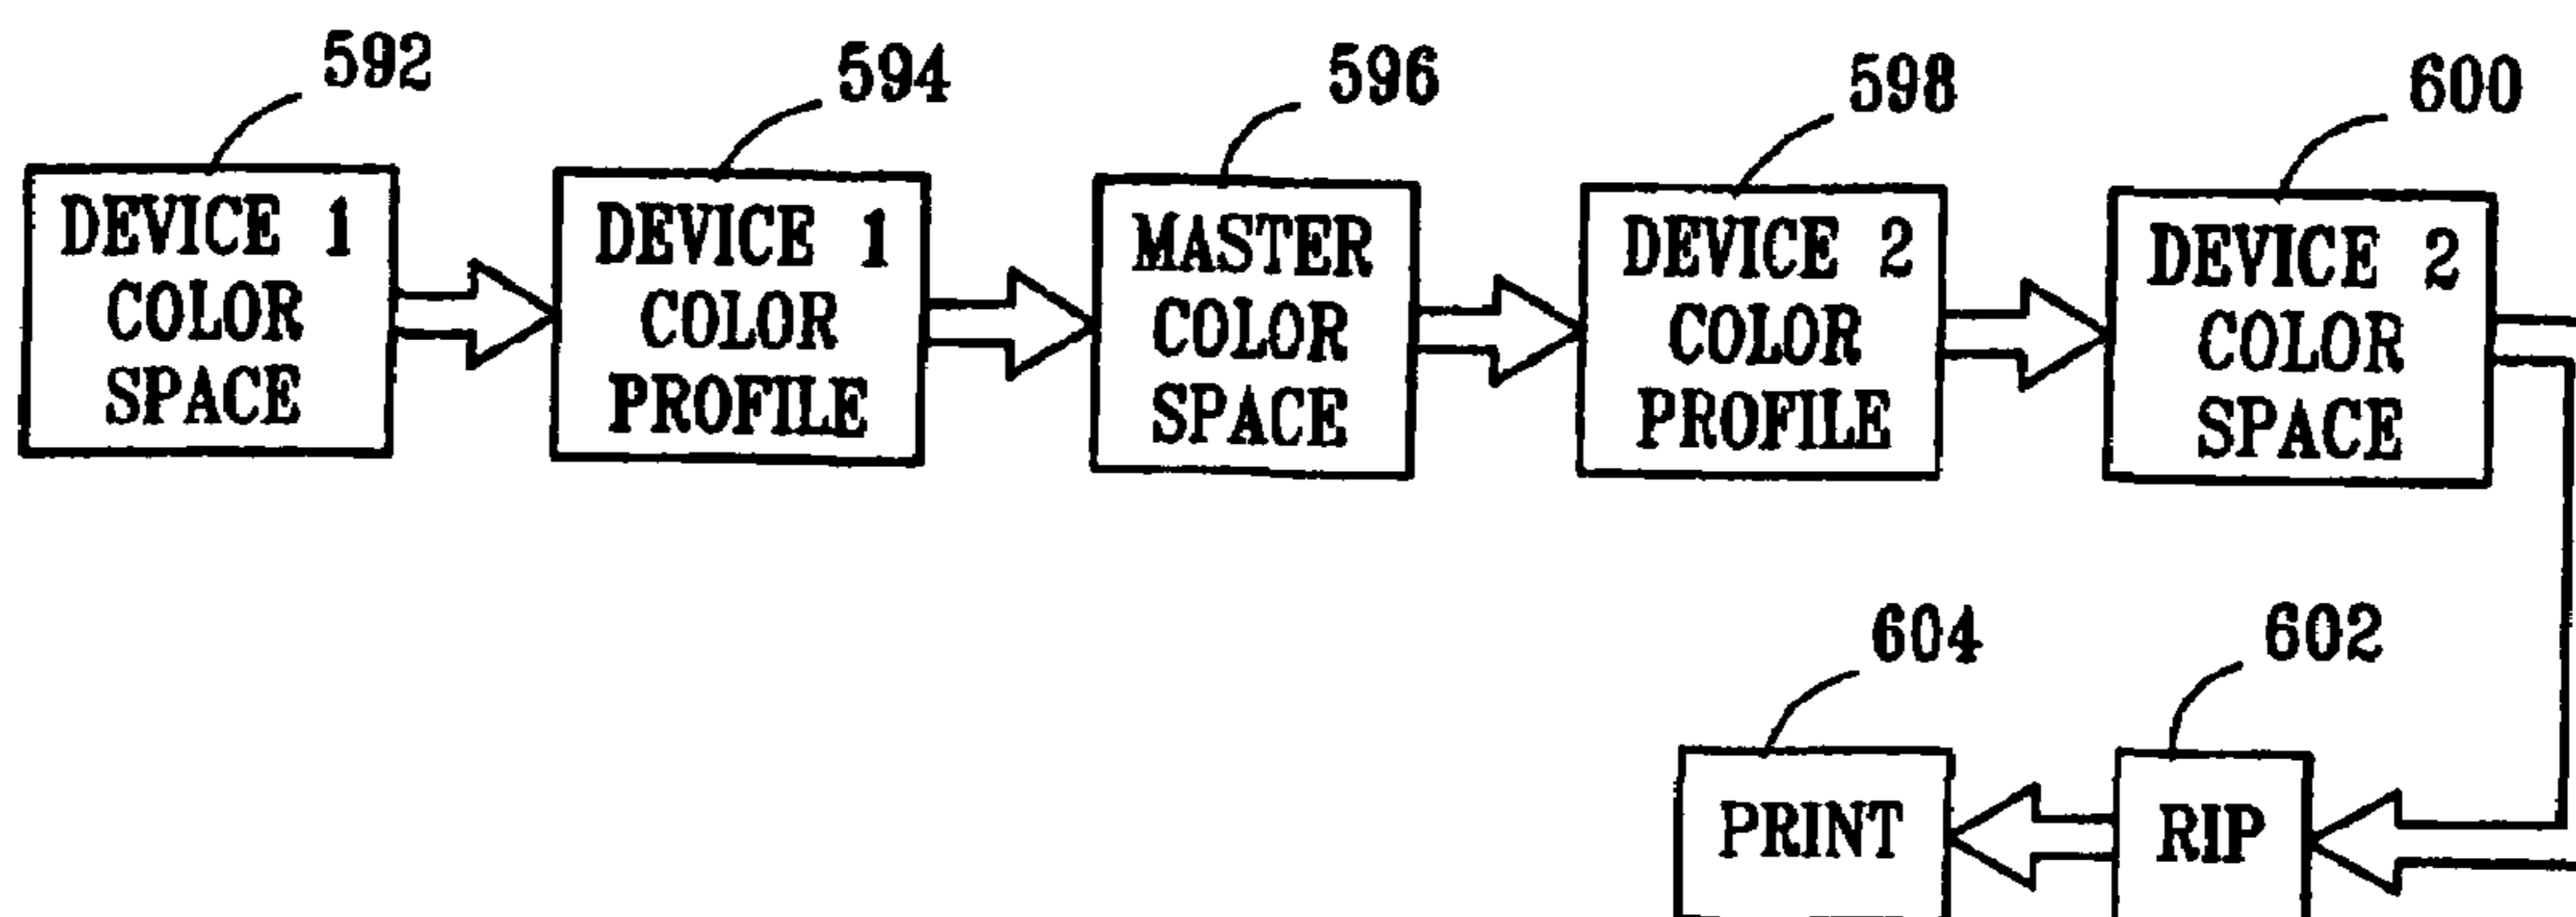 592
594
596
598
600
DEVICE 1
COLOR
SPACE
DEVICE 1
COLOR
PROFILE
MASTER
COLOR
SPACE
DEVICE 2
COLOR
PROFILE
DEVICE 2
COLOR
SPACE
604
602
PRINT
RIP